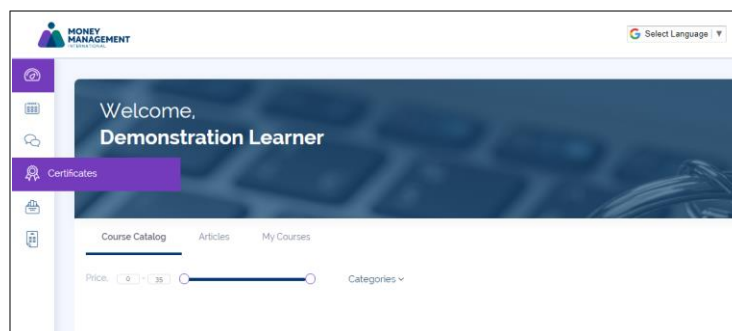 MONEY
MANAGEMENT
INTERNATIONAL
Select Language ▼
Welcome,
Demonstration Learner
Certificates
Course Catalog Articles My Courses
Price: 0 - 35 Categories